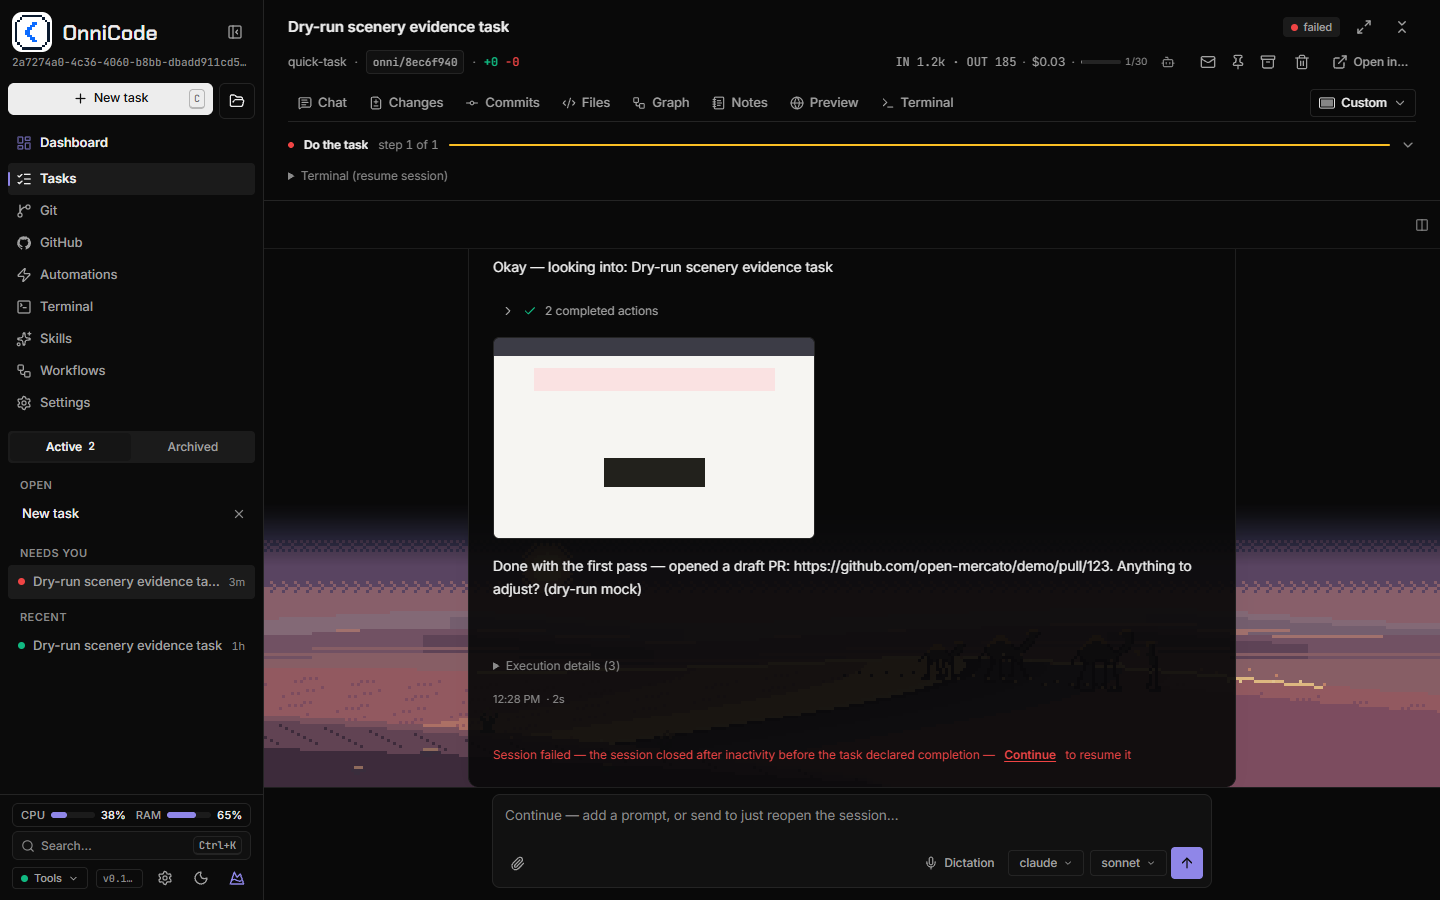 OnniCode
2a7274a0-4c36-4060-b8bb-dbadd911cd5…
New task
C
Dashboard
Tasks
Git
GitHub
Automations
Terminal
Skills
Workflows
Settings
Active 2
Archived
OPEN
New task
NEEDS YOU
Dry-run scenery evidence ta… 3m
RECENT
Dry-run scenery evidence task 1h
CPU 38% RAM 65%
Search… Ctrl+K
Tools
v0.1…
Dry-run scenery evidence task
failed
quick-task · onni/8ec6f940 · +0 -0
IN 1.2k · OUT 185 · $0.03 · 1/30
Open in…
Chat
Changes
Commits
Files
Graph
Notes
Preview
Terminal
Custom
Do the task step 1 of 1
Terminal (resume session)
Okay — looking into: Dry-run scenery evidence task
2 completed actions
Done with the first pass — opened a draft PR: https://github.com/open-mercato/demo/pull/123. Anything to
adjust? (dry-run mock)
Execution details (3)
12:28 PM · 2s
Session failed — the session closed after inactivity before the task declared completion — Continue to resume it
Continue — add a prompt, or send to just reopen the session…
Dictation
claude
sonnet